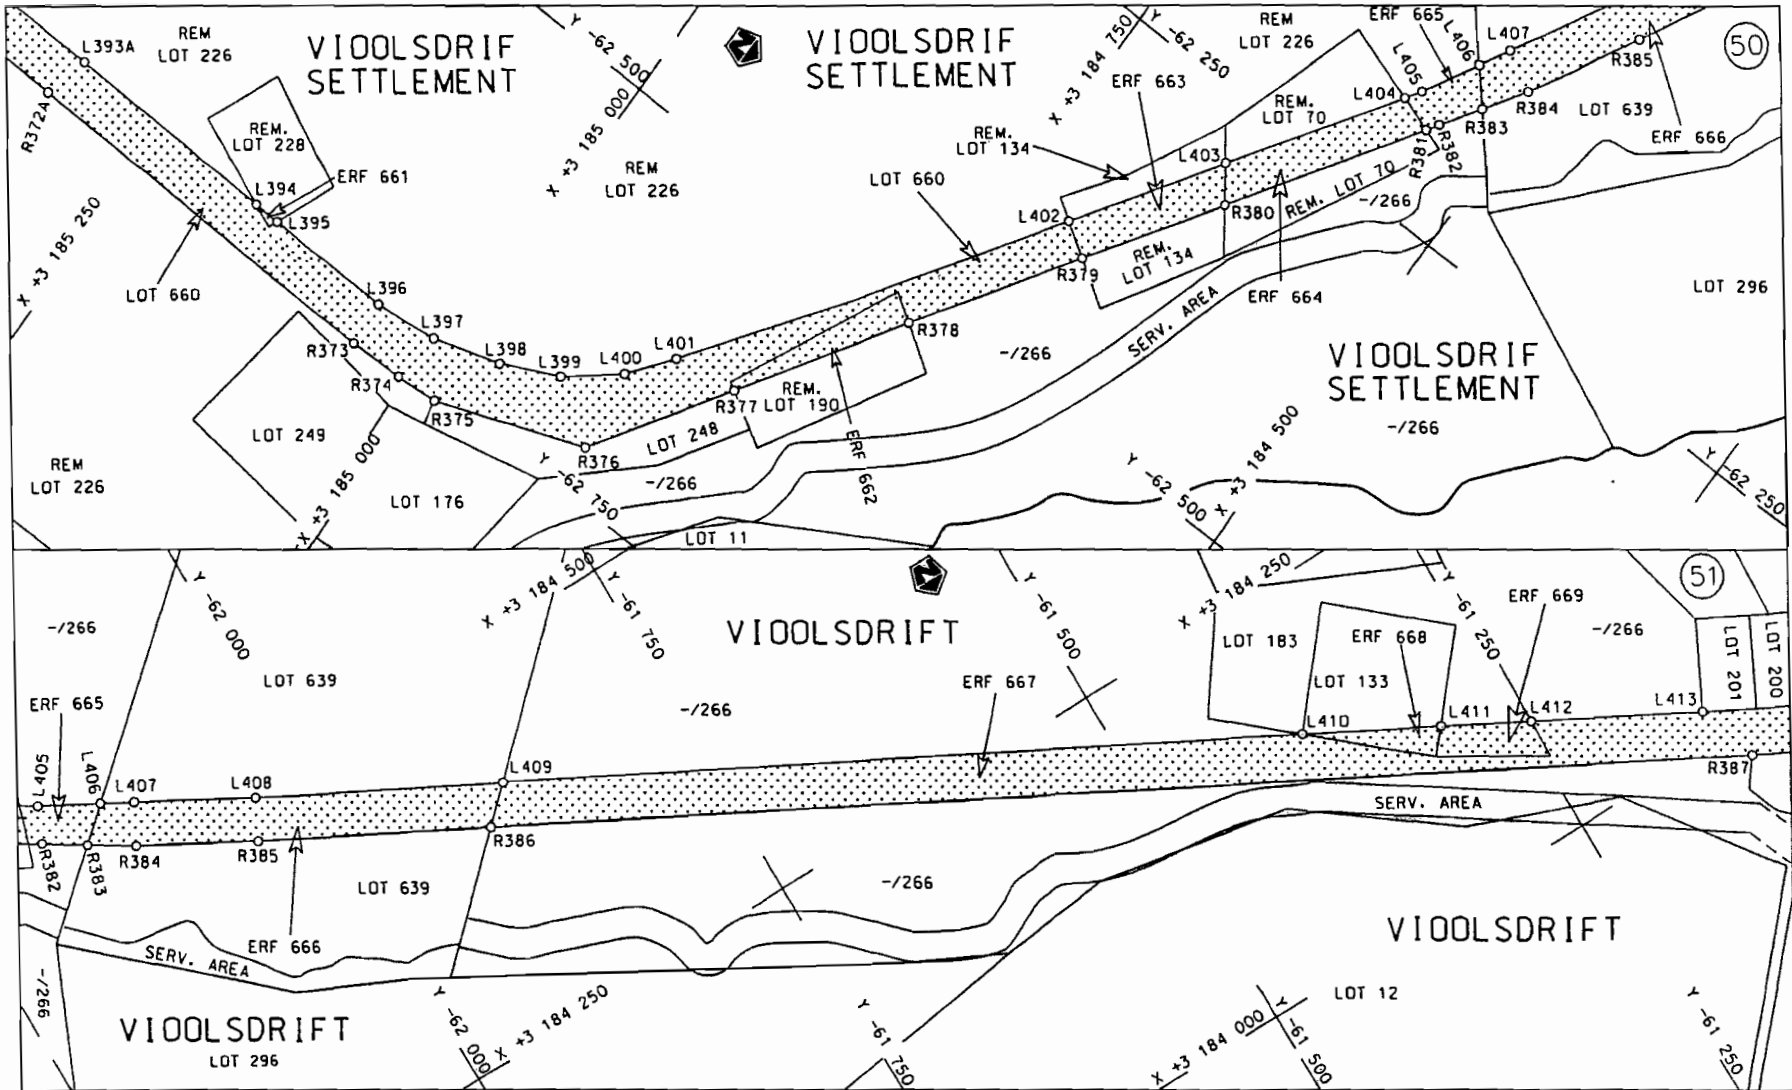 L393A
REM
LOT 226
VIOOLSDRIF
SETTLEMENT
Y -62 500
X +3 185 000
VIOOLSDRIF
SETTLEMENT
X +3 184 750
Y -62 250
REM
LOT 226
ERF 665
L406
L407
R385
50
R372A
REM.
LOT 228
L394
ERF 661
L395
REM
LOT 226
ERF 663
REM.
LOT 134
LOT 660
REM.
LOT 70
L403
L404
L405
R381
R382
R383
R384
LOT 639
ERF 666
X +3 185 250
LOT 660
L402
R380
REM. LOT 70
-/266
R379
REM.
LOT 134
ERF 664
LOT 296
L396
L397
L398
L399
L400
L401
R378
-/266
SERV. AREA
VIOOLSDRIF
SETTLEMENT
-/266
R373
R374
R375
R376
R377
REM.
LOT 190
ERF 662
LOT 248
LOT 249
REM
LOT 226
X +3 185 000
LOT 176
Y -62 750
-/266
LOT 11
Y -62 500
X +3 184 500
Y -62 250
-/266
Y -62 000
X +3 184 500
Y -61 750
VIOOLSDRIFT
Y -61 500
X +3 184 250
Y -61 250
51
ERF 669
-/266
LOT 183
ERF 668
LOT 133
LOT 201
LOT 200
LOT 639
ERF 665
-/266
ERF 667
L405
L406
L407
L408
L409
L410
L411
L412
L413
R382
R383
R384
R385
R386
R387
SERV. AREA
LOT 639
-/266
ERF 666
SERV. AREA
-/266
VIOOLSDRIFT
VIOOLSDRIFT
LOT 296
Y -62 000
X +3 184 250
Y -61 750
X +3 184 000
Y -61 500
LOT 12
Y -61 250